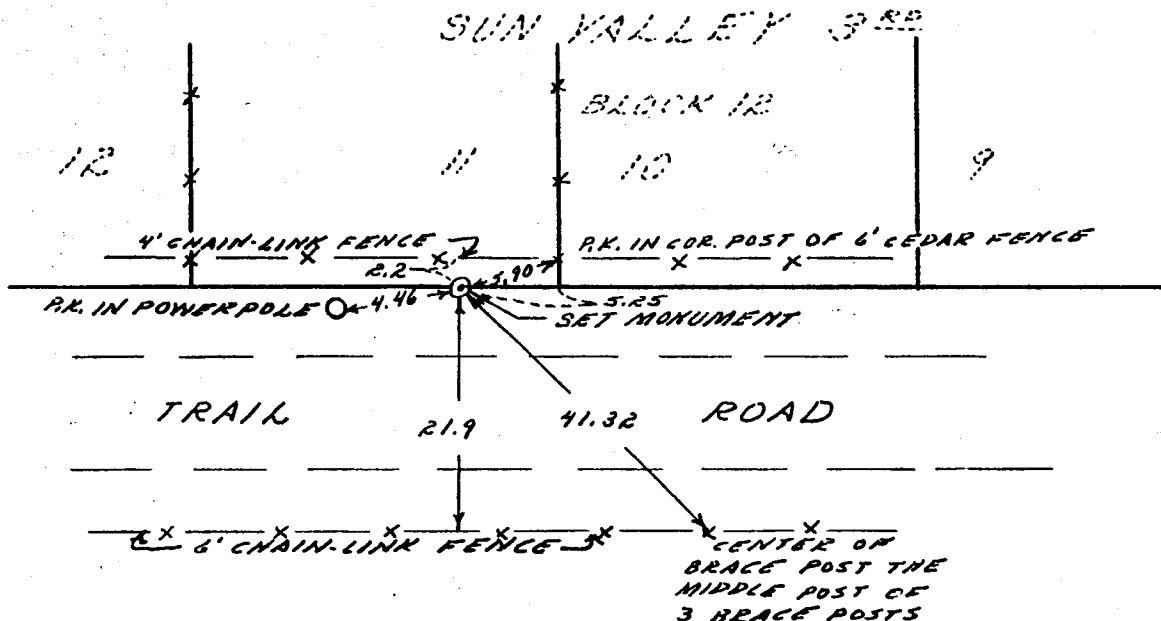 SUN VALLEY 3RD
BLOCK 12
12
11
10
9
4' CHAIN-LINK FENCE
P.K. IN COR. POST OF 6' CEDAR FENCE
2.2
5.90
P.K. IN POWERPOLE
4.46
5.25
SET MONUMENT
TRAIL
21.9
41.32
ROAD
6' CHAIN-LINK FENCE
CENTER OF
BRACE POST THE
MIDDLE POST OF
3 BRACE POSTS